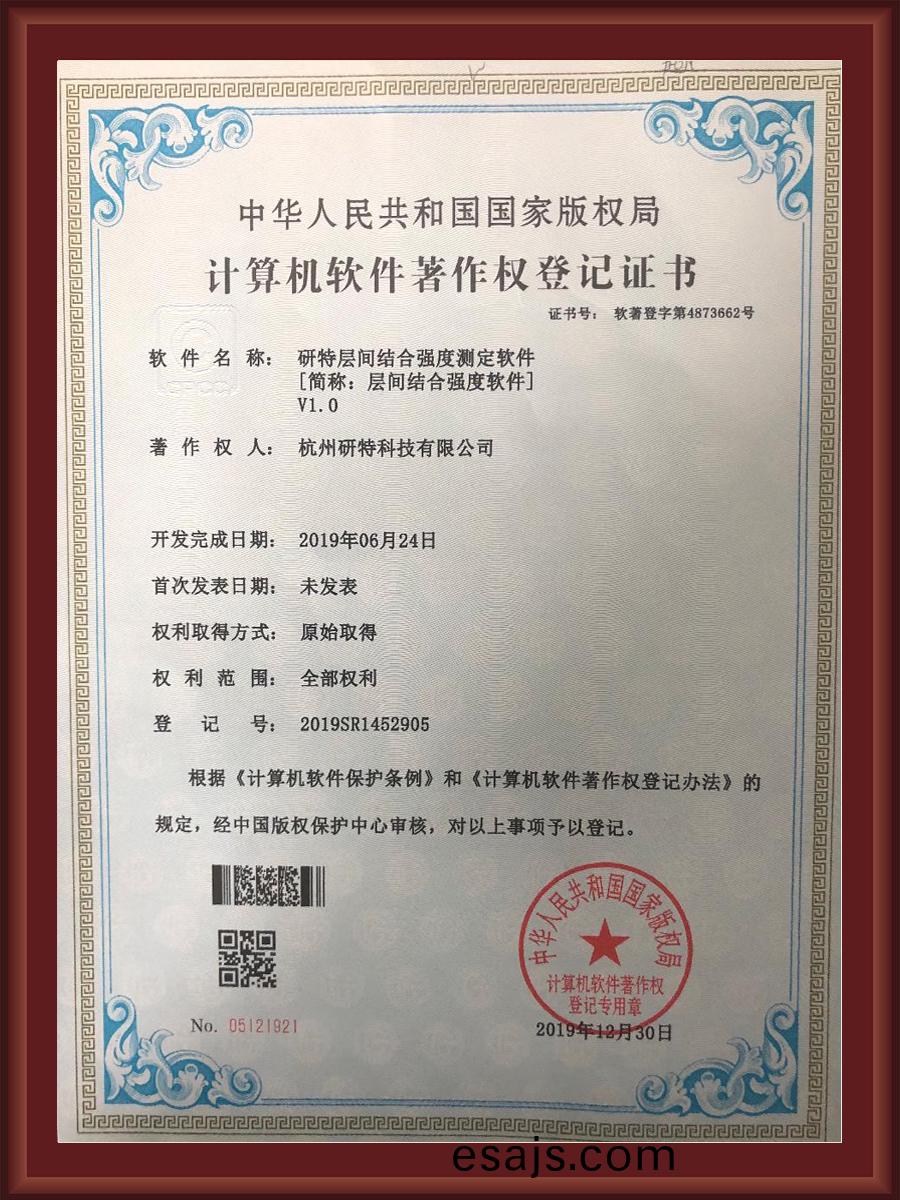 中华人民共和国国家版权局
计算机软件著作权登记证书
证书号： 软著登字第4873662号
软件名称： 研特层间结合强度测定软件
[简称：层间结合强度软件]
V1.0
著作权人： 杭州研特科技有限公司
开发完成日期： 2019年06月24日
首次发表日期： 未发表
权利取得方式： 原始取得
权利范围： 全部权利
登记号： 2019SR1452905
根据《计算机软件保护条例》和《计算机软件著作权登记办法》的
规定，经中国版权保护中心审核，对以上事项予以登记。
中华人民共和国国家版权局
计算机软件著作权
登记专用章
No. 05121921
2019年12月30日
esajs.com